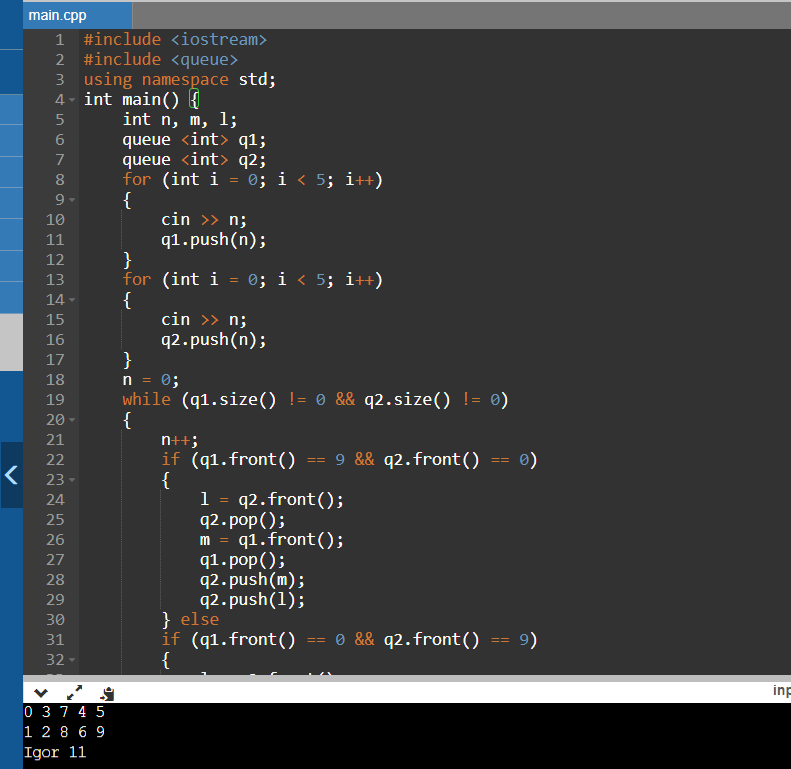 main.cpp
1 #include <iostream>
2 #include <queue>
3 using namespace std;
4 int main() {
5 int n, m, l;
6 queue <int> q1;
7 queue <int> q2;
8 for (int i = 0; i < 5; i++)
9 {
10 cin >> n;
11 q1.push(n);
12 }
13 for (int i = 0; i < 5; i++)
14 {
15 cin >> n;
16 q2.push(n);
17 }
18 n = 0;
19 while (q1.size() != 0 && q2.size() != 0)
20 {
21 n++;
22 if (q1.front() == 9 && q2.front() == 0)
23 {
24 l = q2.front();
25 q2.pop();
26 m = q1.front();
27 q1.pop();
28 q2.push(m);
29 q2.push(l);
30 } else
31 if (q1.front() == 0 && q2.front() == 9)
32 {
inp
0 3 7 4 5
1 2 8 6 9
Igor 11